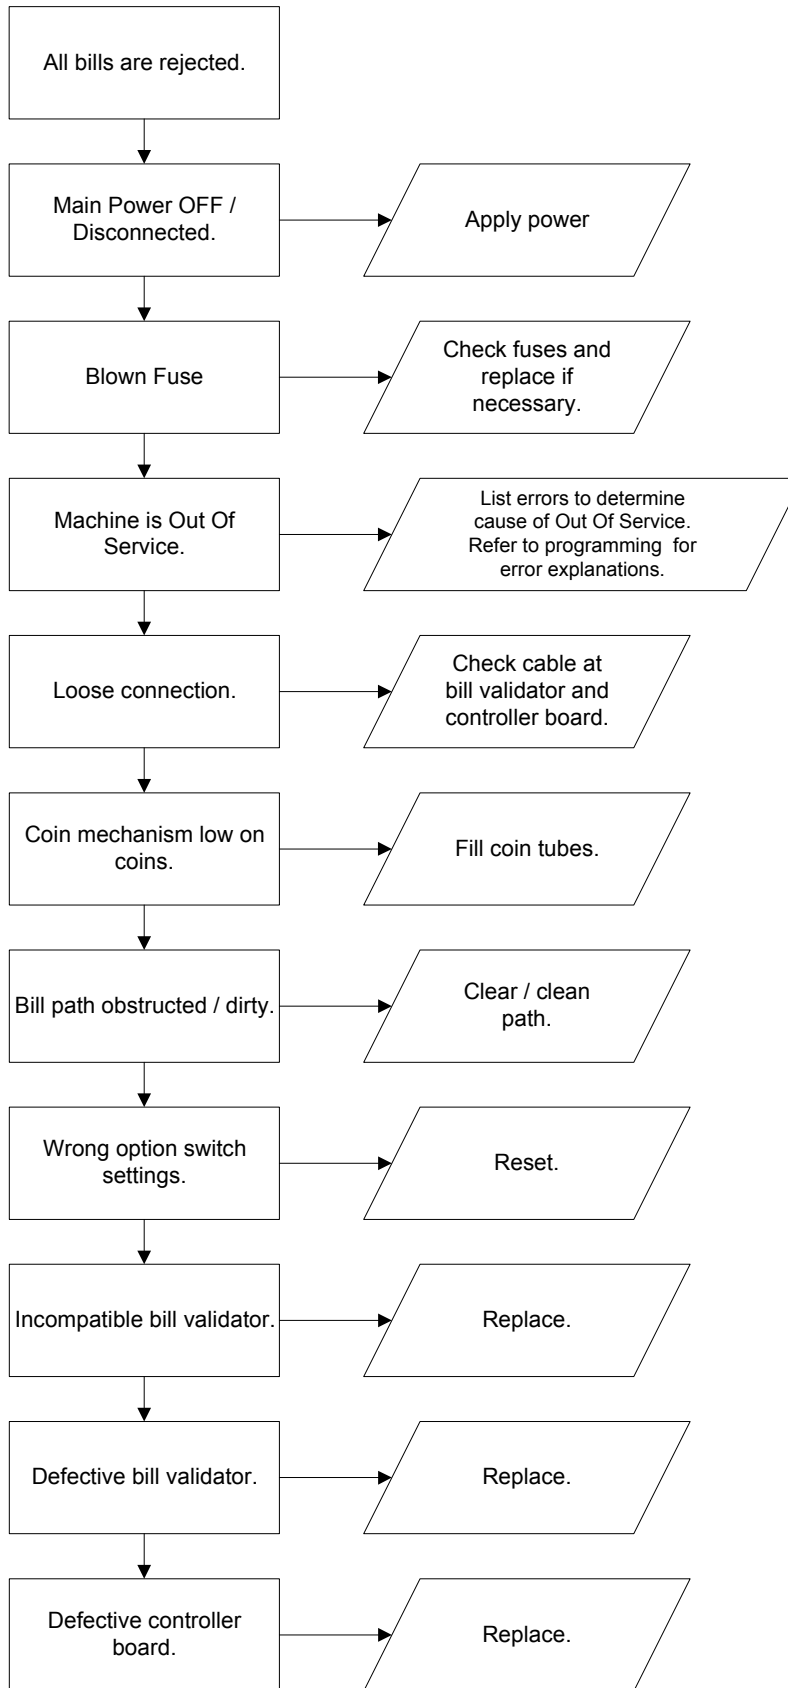 All bills are rejected.
Main Power OFF /
Disconnected.
Apply power
Blown Fuse
Check fuses and
replace if
necessary.
Machine is Out Of
Service.
List errors to determine
cause of Out Of Service.
Refer to programming  for
error explanations.
Loose connection.
Check cable at
bill validator and
controller board.
Coin mechanism low on
coins.
Fill coin tubes.
Bill path obstructed / dirty.
Clear / clean
path.
Wrong option switch
settings.
Reset.
Incompatible bill validator.
Replace.
Defective bill validator.
Replace.
Defective controller
board.
Replace.